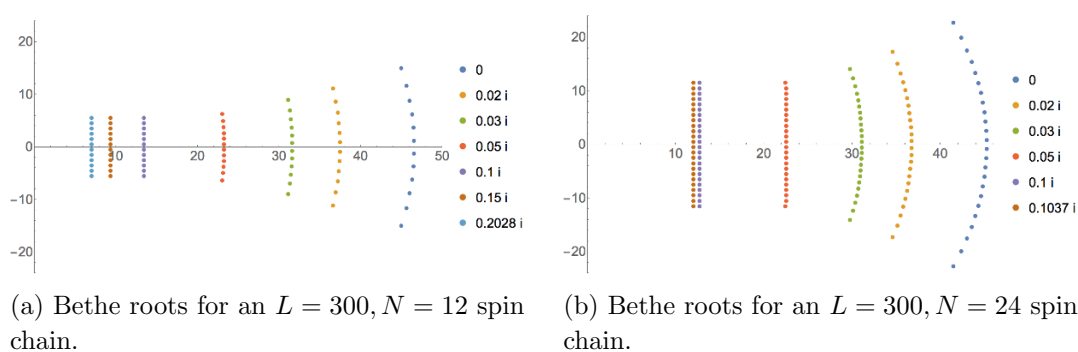 20
10
10
20
30
40
50
−10
−20
0
0.02 i
0.03 i
0.05 i
0.1 i
0.15 i
0.2028 i
20
10
10
20
30
40
−10
−20
0
0.02 i
0.03 i
0.05 i
0.1 i
0.1037 i
(a) Bethe roots for an L = 300, N = 12 spin
chain.
(b) Bethe roots for an L = 300, N = 24 spin
chain.